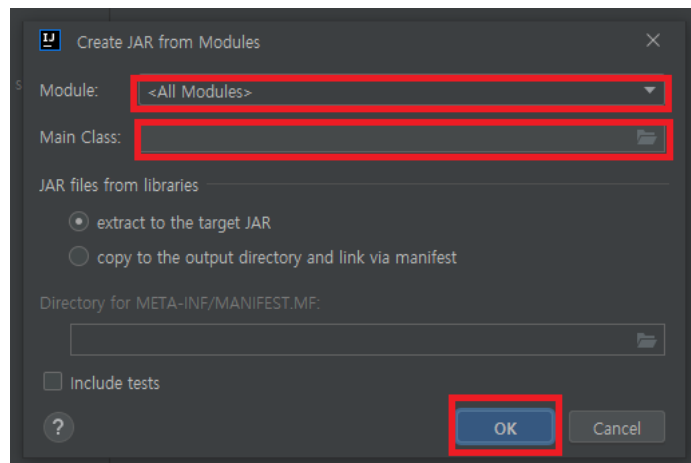 IJ
Create JAR from Modules
s
Module: <All Modules>
Main Class:
JAR files from libraries
extract to the target JAR
copy to the output directory and link via manifest
Directory for META-INF/MANIFEST.MF:
Include tests
? OK Cancel